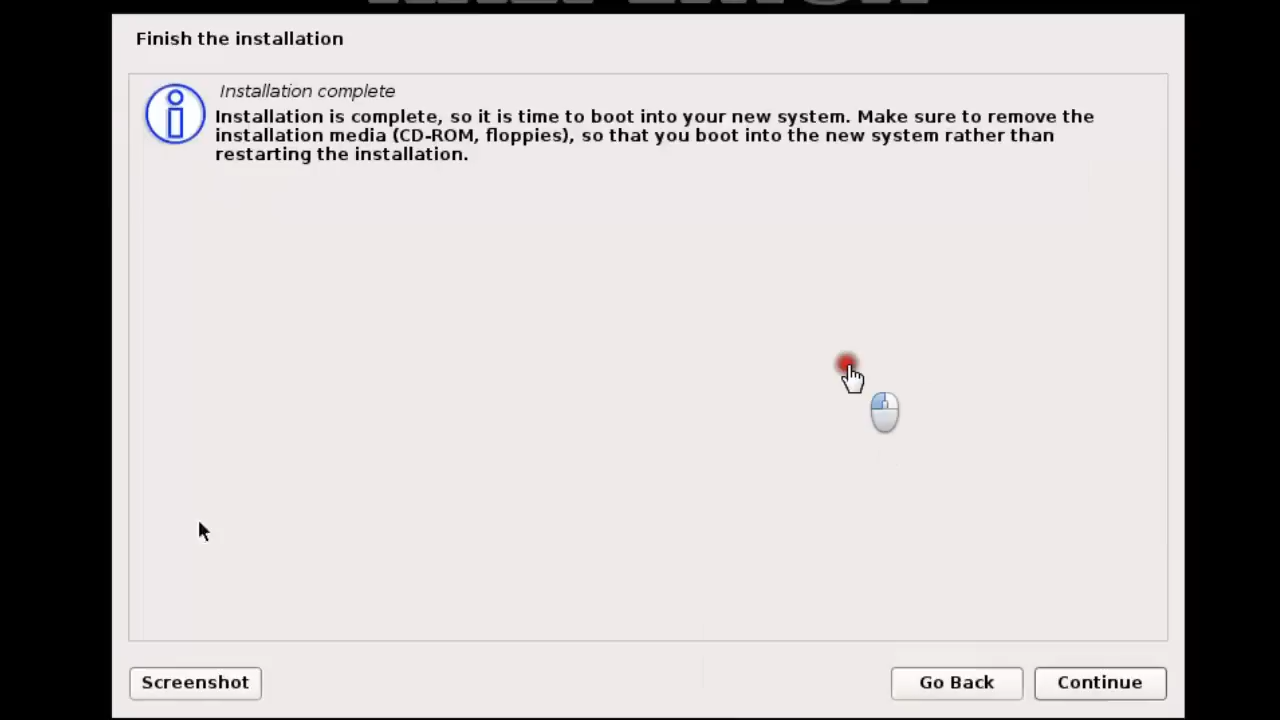 Finish the installation
Installation complete
Installation is complete, so it is time to boot into your new system. Make sure to remove the
installation media (CD-ROM, floppies), so that you boot into the new system rather than
restarting the installation.
Screenshot
Go Back
Continue